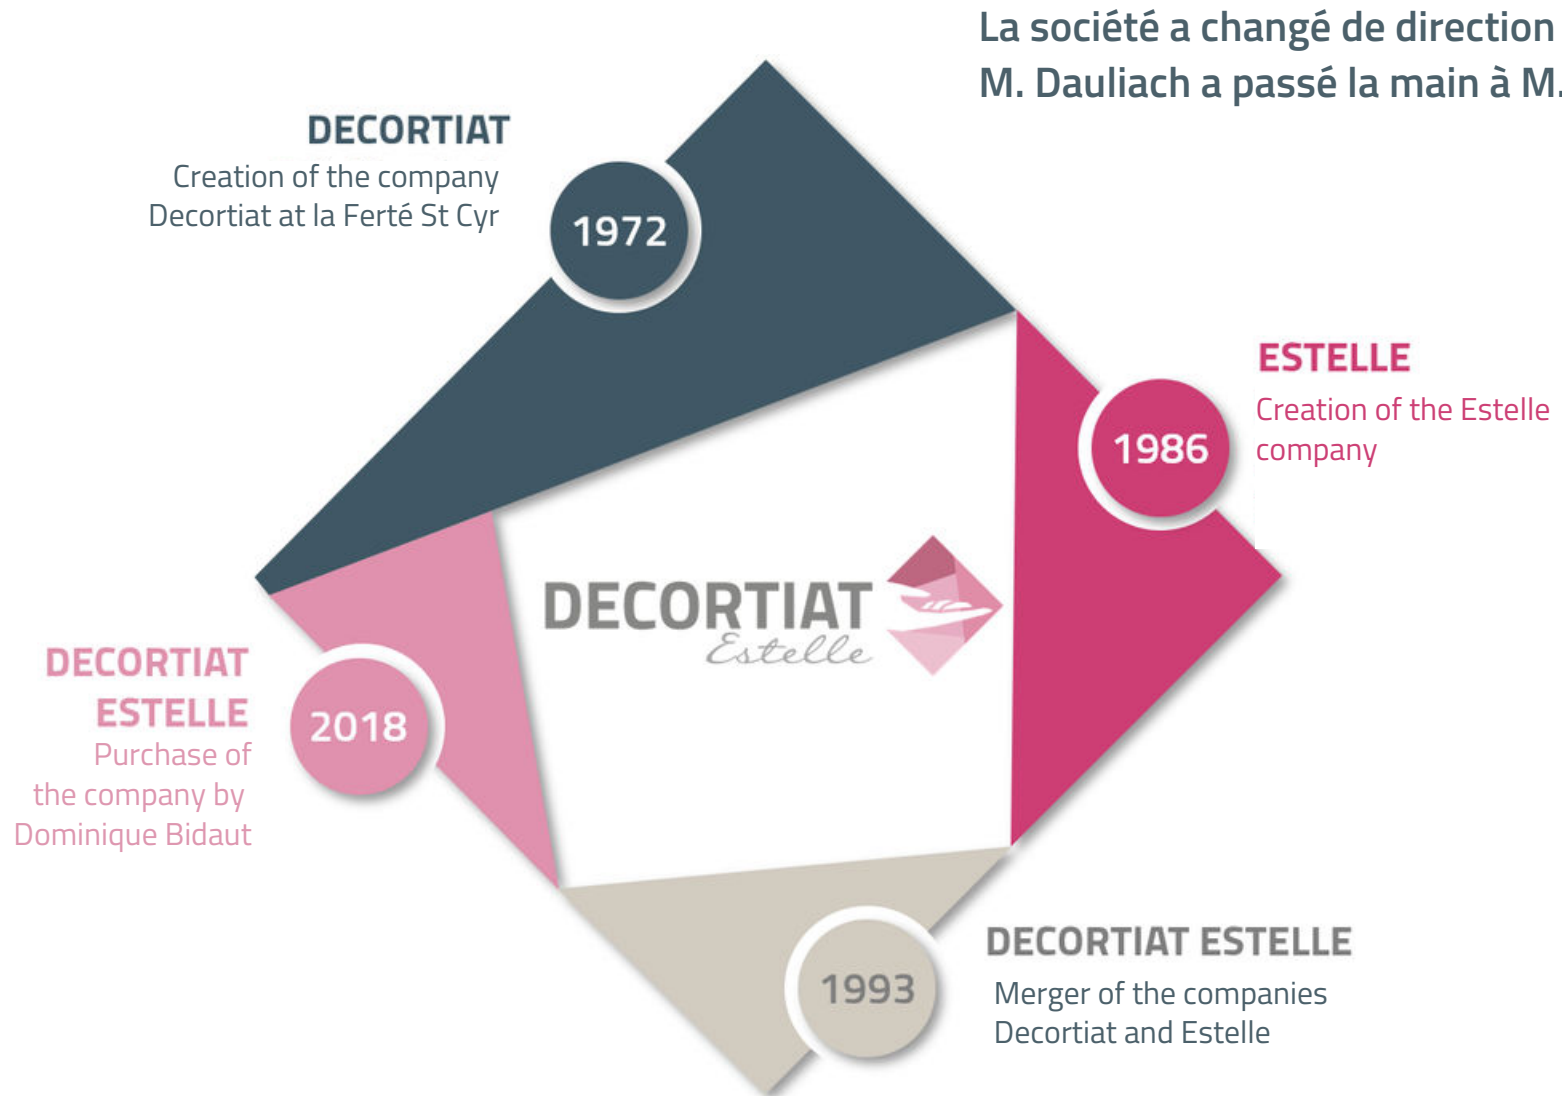 La société a changé de direction
M. Dauliach a passé la main à M.
DECORTIAT
Creation of the company
Decortiat at la Ferté St Cyr
1972
ESTELLE
Creation of the Estelle
company
1986
DECORTIAT
Estelle
DECORTIAT
ESTELLE
Purchase of
the company by
Dominique Bidaut
2018
DECORTIAT ESTELLE
Merger of the companies
Decortiat and Estelle
1993